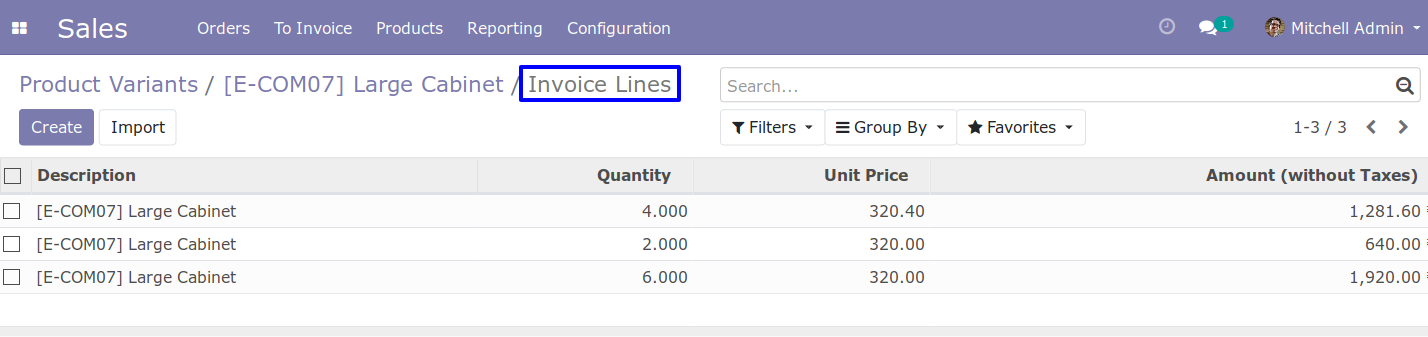 Sales Orders To Invoice Products Reporting Configuration 1 Mitchell Admin
Product Variants / [E-COM07] Large Cabinet / Invoice Lines
Search...
Create Import Filters Group By Favorites 1-3 / 3
Description Quantity Unit Price Amount (without Taxes)
[E-COM07] Large Cabinet 4.000 320.40 1,281.60
[E-COM07] Large Cabinet 2.000 320.00 640.00
[E-COM07] Large Cabinet 6.000 320.00 1,920.00